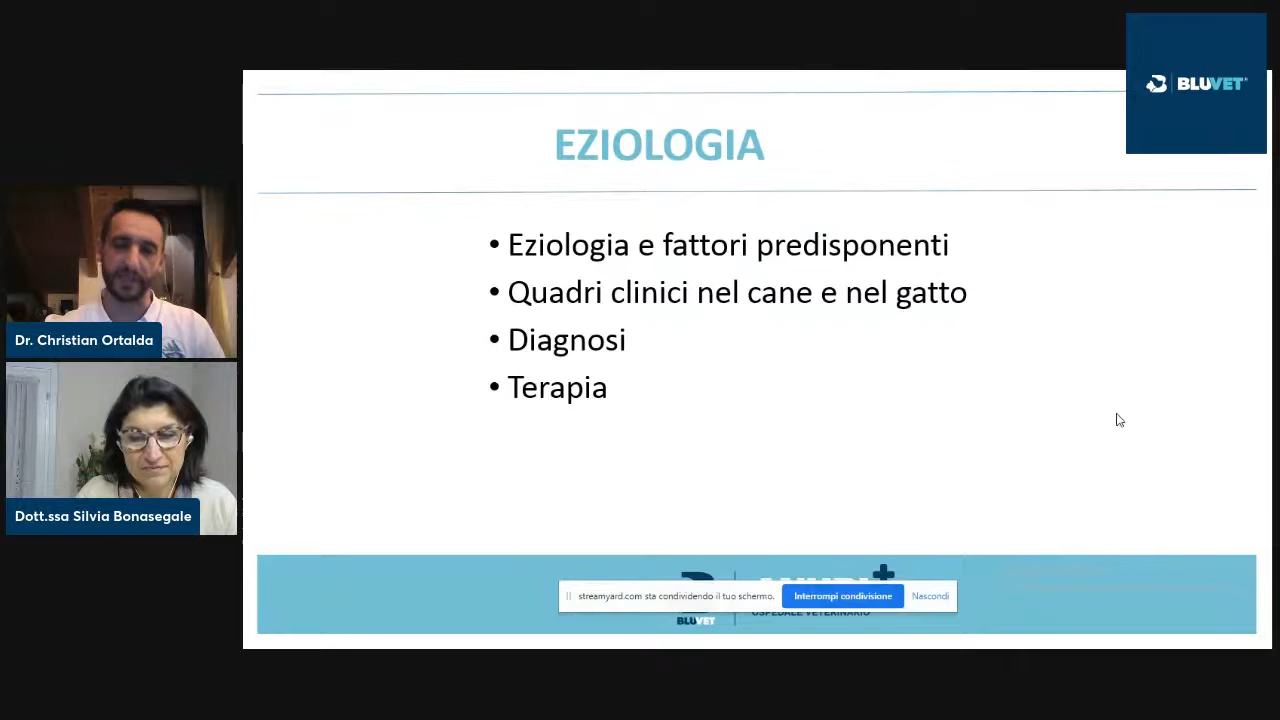 BLUVET
EZIOLOGIA
• Eziologia e fattori predisponenti
• Quadri clinici nel cane e nel gatto
• Diagnosi
• Terapia
Dr. Christian Ortalda
Dott.ssa Silvia Bonasegale
streamyard.com sta condividendo il tuo schermo.
Interrompi condivisione
Nascondi
OSPEDALE VETERINARIO
BLUVET